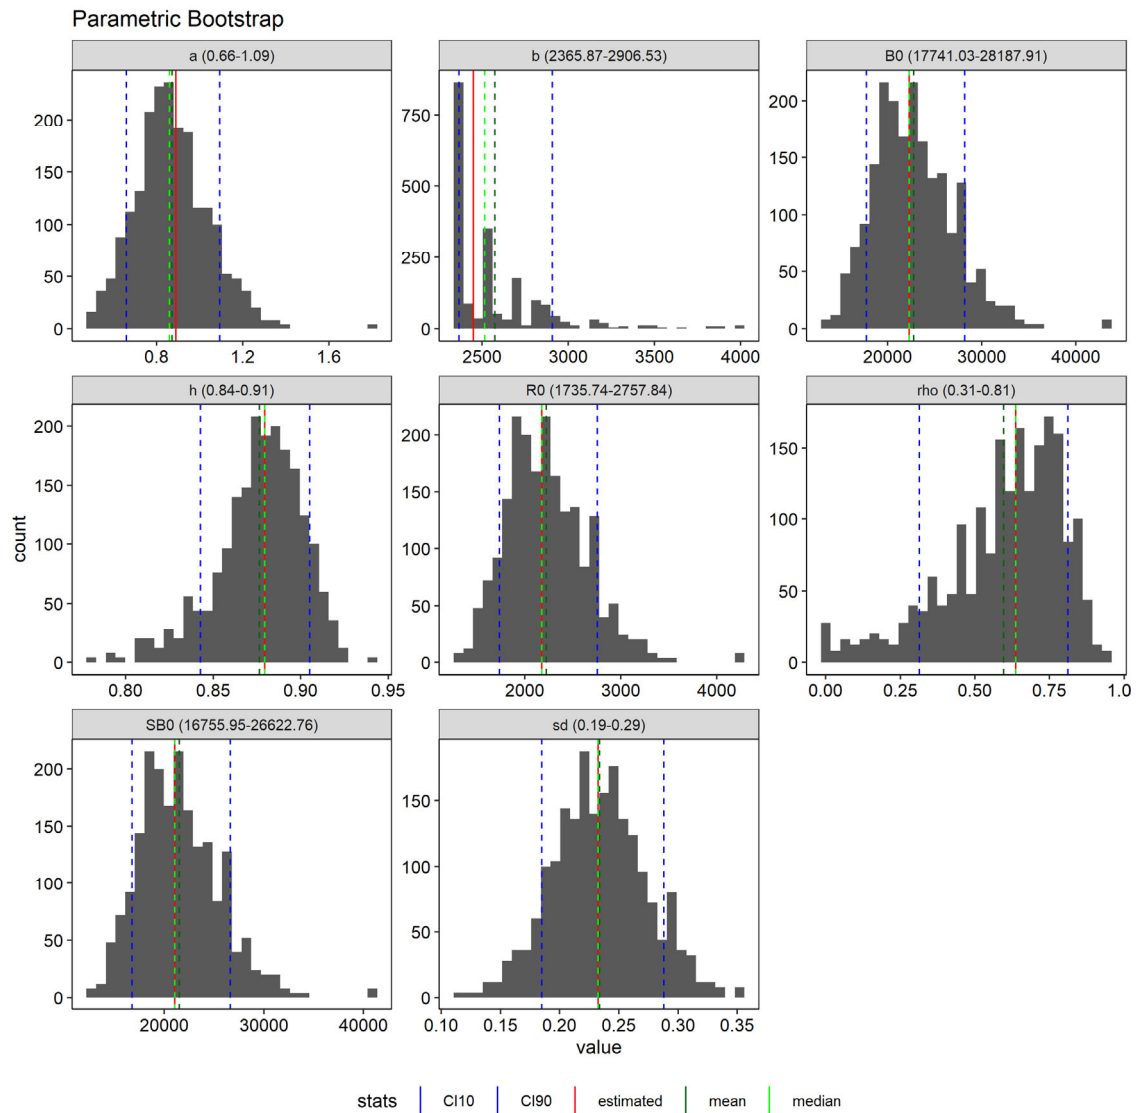 Parametric Bootstrap
a (0.66-1.09)
b (2365.87-2906.53)
B0 (17741.03-28187.91)
200
150
100
50
0
0.8 1.2 1.6
750
500
250
0
2500 3000 3500 4000
200
150
100
50
0
20000 30000 40000
h (0.84-0.91)
R0 (1735.74-2757.84)
rho (0.31-0.81)
count
200
150
100
50
0
0.80 0.85 0.90 0.95
200
150
100
50
0
2000 3000 4000
150
100
50
0
0.00 0.25 0.50 0.75 1.0
SB0 (16755.95-26622.76)
sd (0.19-0.29)
200
150
100
50
0
20000 30000 40000
150
100
50
0
0.10 0.15 0.20 0.25 0.30 0.35
value
stats CI10 CI90 estimated mean median